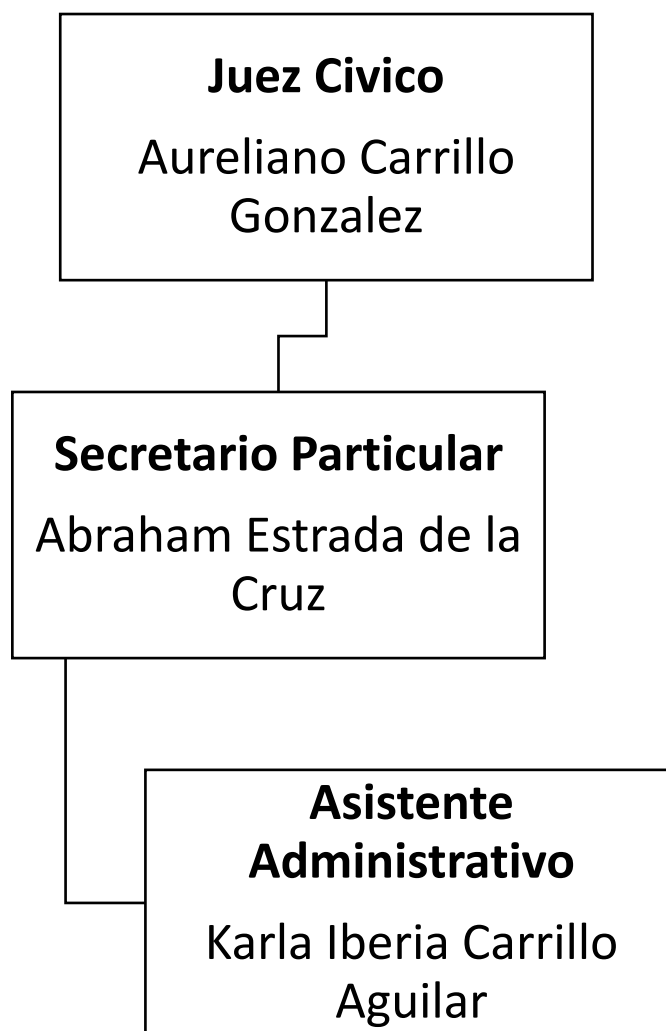 Juez Civico
Aureliano Carrillo
Gonzalez
Secretario Particular
Abraham Estrada de la
Cruz
Asistente
Administrativo
Karla Iberia Carrillo
Aguilar